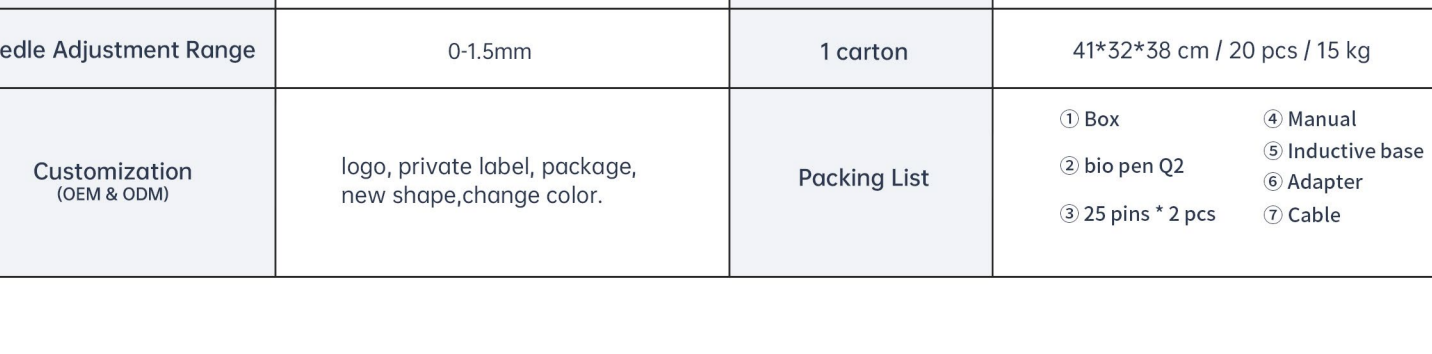 edle Adjustment Range
0-1.5mm
1 carton
41*32*38 cm / 20 pcs / 15 kg
Customization
(OEM & ODM)
logo, private label, package,
new shape,change color.
Packing List
① Box
② bio pen Q2
③ 25 pins * 2 pcs
④ Manual
⑤ Inductive base
⑥ Adapter
⑦ Cable